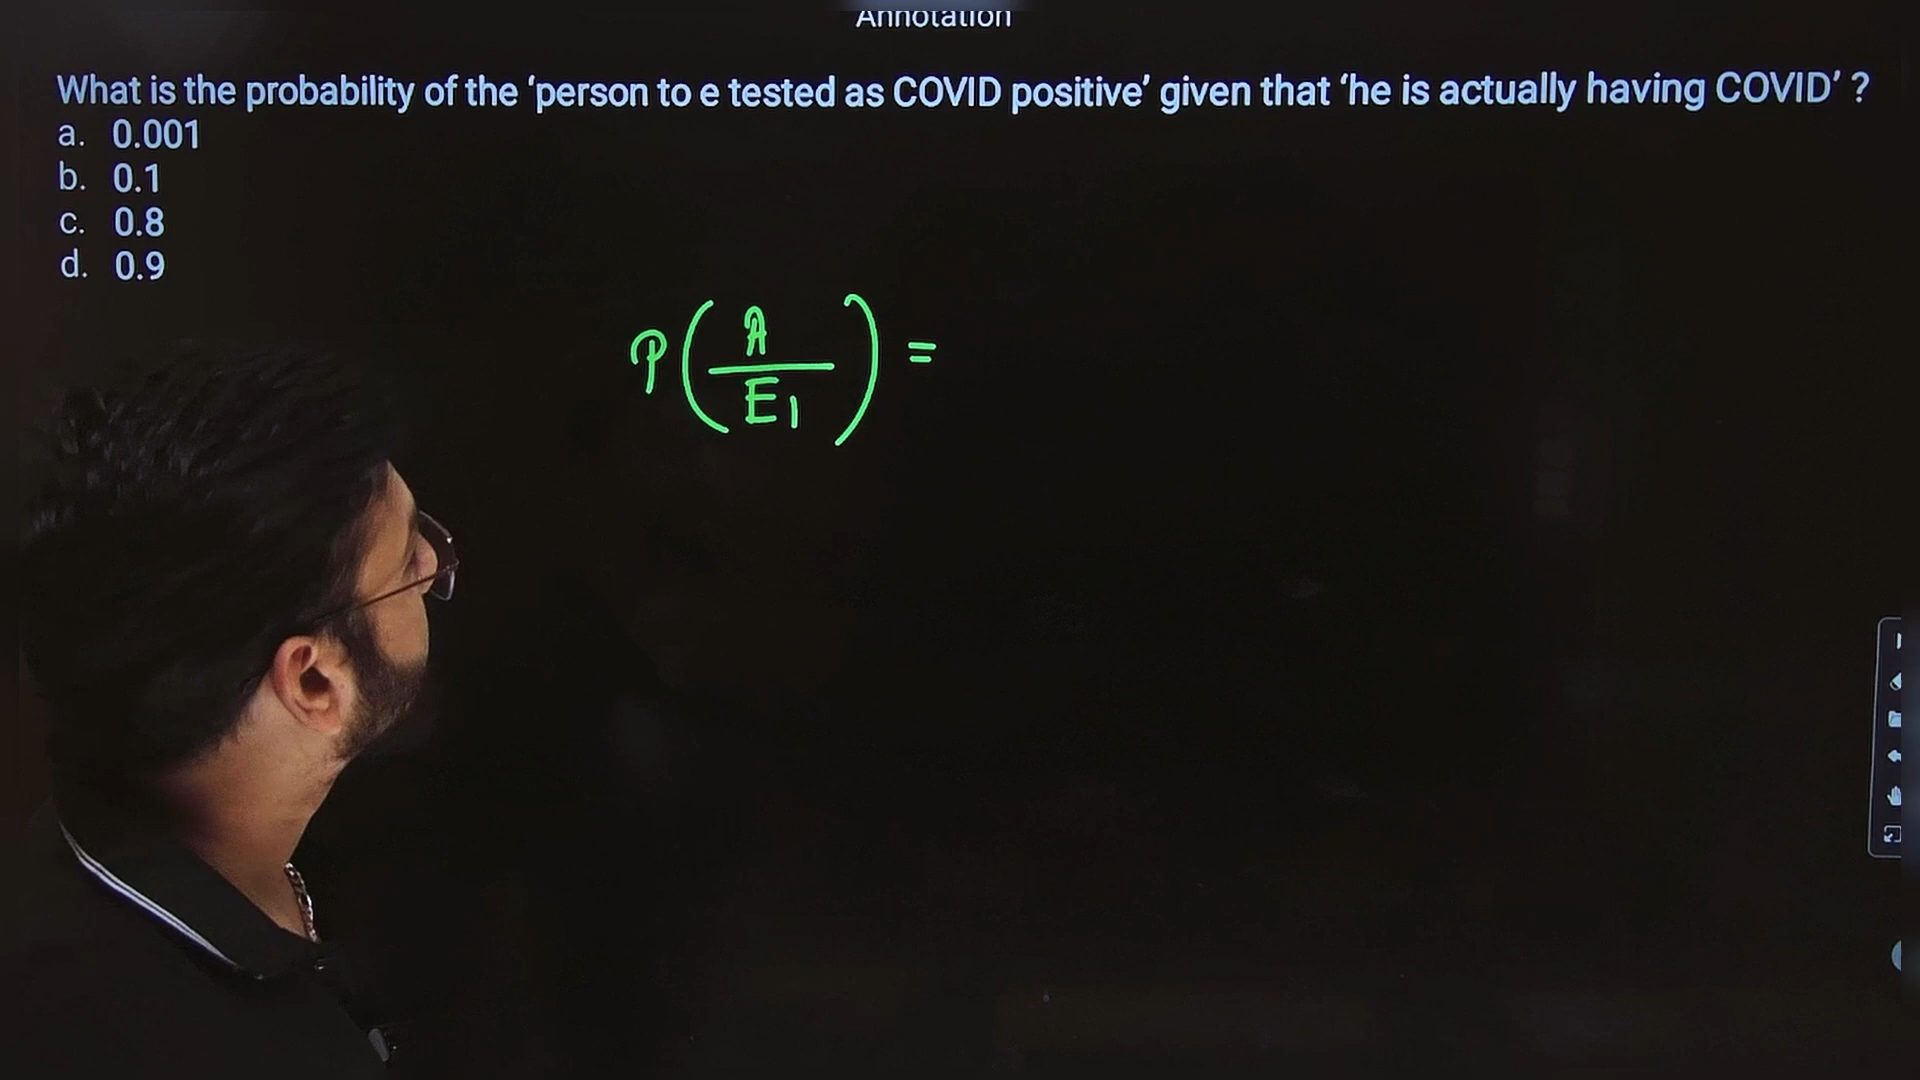 Annotation
What is the probability of the ‘person to e tested as COVID positive’ given that ‘he is actually having COVID’ ?
a. 0.001
b. 0.1
c. 0.8
d. 0.9
P(A/E1) =